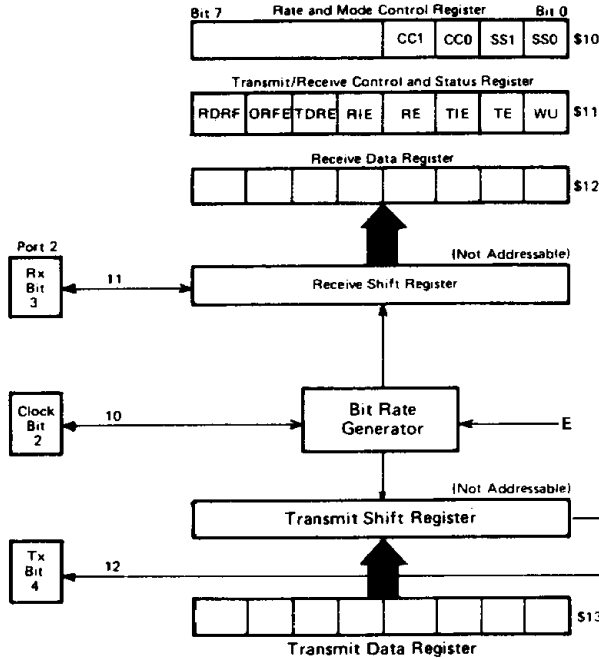 Bit 7 Rate and Mode Control Register Bit 0
CC1 CC0 SS1 SS0 $10
Transmit/Receive Control and Status Register
RDRF ORFE TDRE RIE RE TIE TE WU $11
Receive Data Register
$12
Port 2
(Not Addressable)
Rx
Bit
3
11
Receive Shift Register
Clock
Bit
2
10
Bit Rate
Generator
E
(Not Addressable)
Transmit Shift Register
Tx
Bit
4
12
$13
Transmit Data Register